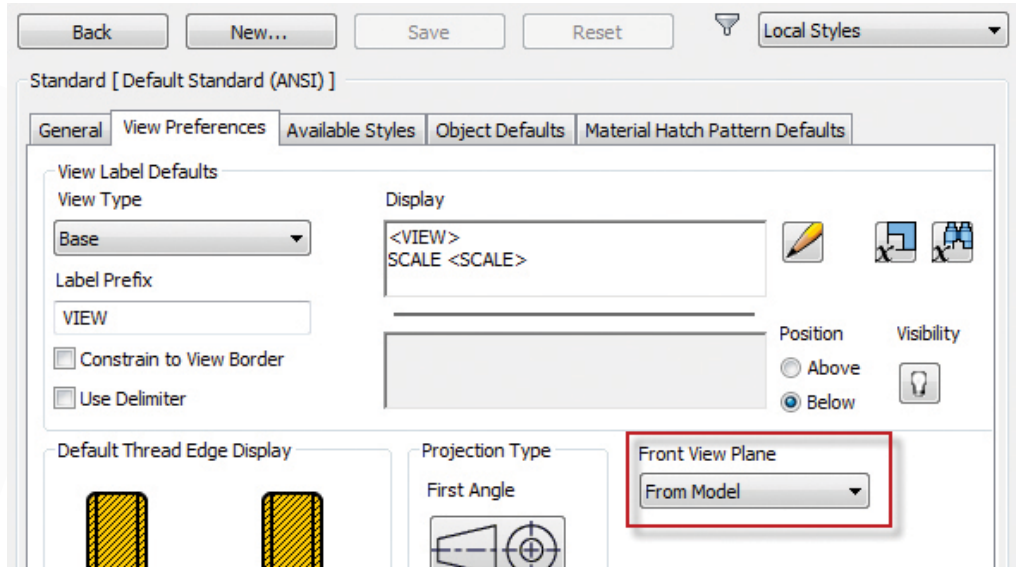 Back New... Save Reset Local Styles
Standard [ Default Standard (ANSI) ]
General View Preferences Available Styles Object Defaults Material Hatch Pattern Defaults
View Label Defaults
View Type
Base
Label Prefix
VIEW
Constrain to View Border
Use Delimiter
Display
<VIEW>
SCALE <SCALE>
x x
Position
Above
Below
Visibility
Default Thread Edge Display
Projection Type
First Angle
Front View Plane
From Model